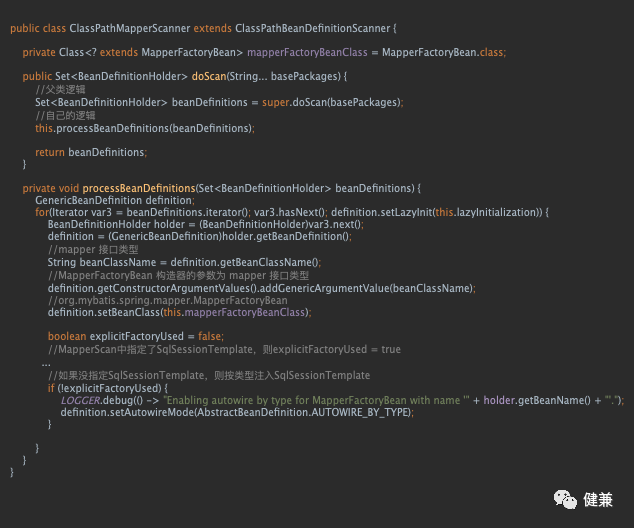 public class ClassPathMapperScanner extends ClassPathBeanDefinitionScanner {
private Class<? extends MapperFactoryBean> mapperFactoryBeanClass = MapperFactoryBean.class;
public Set<BeanDefinitionHolder> doScan(String... basePackages) {
//父类逻辑
Set<BeanDefinitionHolder> beanDefinitions = super.doScan(basePackages);
//自己的逻辑
this.processBeanDefinitions(beanDefinitions);
return beanDefinitions;
}
private void processBeanDefinitions(Set<BeanDefinitionHolder> beanDefinitions) {
GenericBeanDefinition definition;
for(Iterator var3 = beanDefinitions.iterator(); var3.hasNext(); definition.setLazyInit(this.lazyInitialization)) {
BeanDefinitionHolder holder = (BeanDefinitionHolder)var3.next();
definition = (GenericBeanDefinition)holder.getBeanDefinition();
//mapper 接口类型
String beanClassName = definition.getBeanClassName();
//MapperFactoryBean 构造器的参数为 mapper 接口类型
definition.getConstructorArgumentValues().addGenericArgumentValue(beanClassName);
//org.mybatis.spring.mapper.MapperFactoryBean
definition.setBeanClass(this.mapperFactoryBeanClass);
boolean explicitFactoryUsed = false;
//MapperScan中指定了SqlSessionTemplate，则explicitFactoryUsed = true
...
//如果没指定SqlSessionTemplate，则按类型注入SqlSessionTemplate
if (!explicitFactoryUsed) {
LOGGER.debug(() -> "Enabling autowire by type for MapperFactoryBean with name '" + holder.getBeanName() + "'.");
definition.setAutowireMode(AbstractBeanDefinition.AUTOWIRE_BY_TYPE);
}
}
}
}
健兼